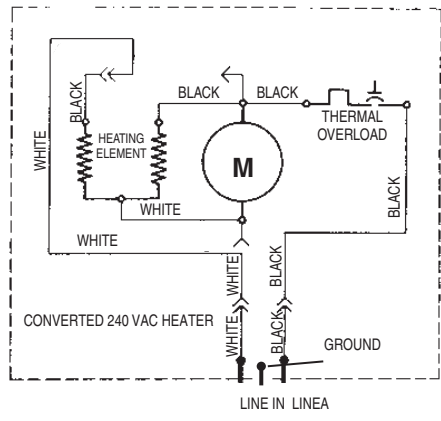 BLACK
BLACK
BLACK
HEATING
ELEMENT
THERMAL
OVERLOAD
M
WHITE
WHITE
WHITE
BLACK
WHITE
BLACK
CONVERTED 240 VAC HEATER
WHITE
BLACK
GROUND
LINE IN LINEA